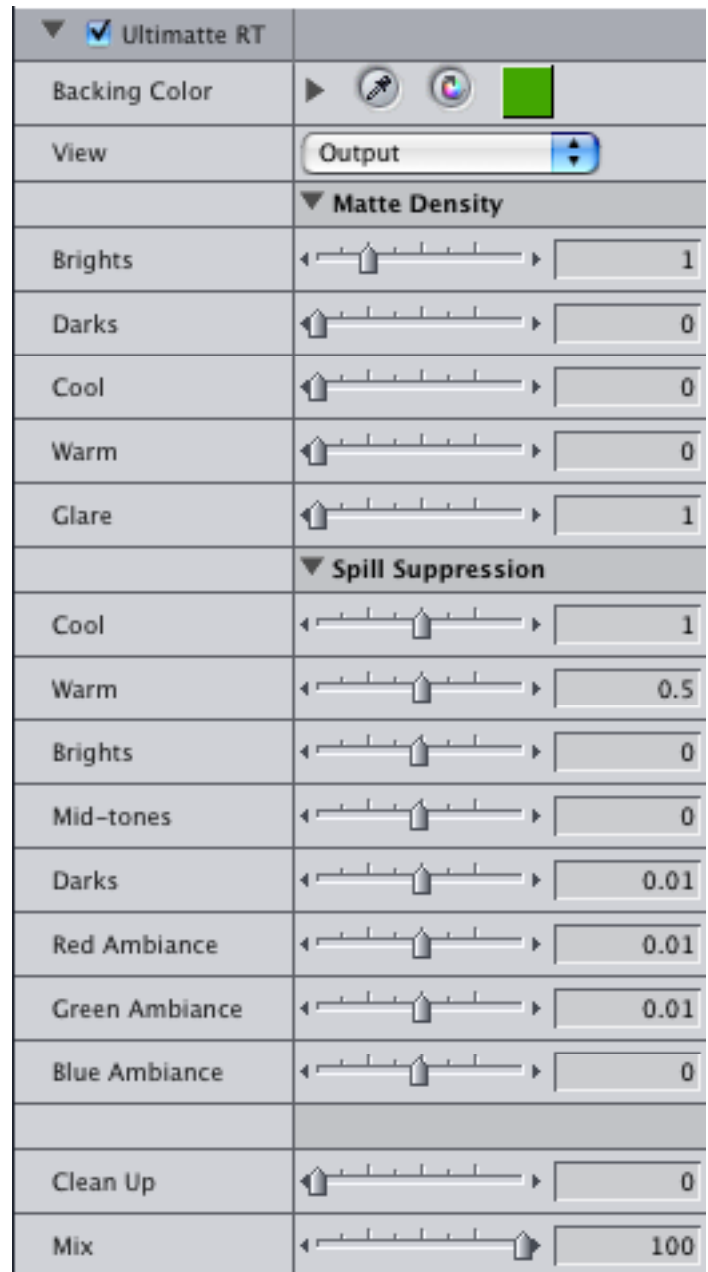 Ultimatte RT
Backing Color
View Output
Matte Density
Brights 1
Darks 0
Cool 0
Warm 0
Glare 1
Spill Suppression
Cool 1
Warm 0.5
Brights 0
Mid-tones 0
Darks 0.01
Red Ambiance 0.01
Green Ambiance 0.01
Blue Ambiance 0
Clean Up 0
Mix 100